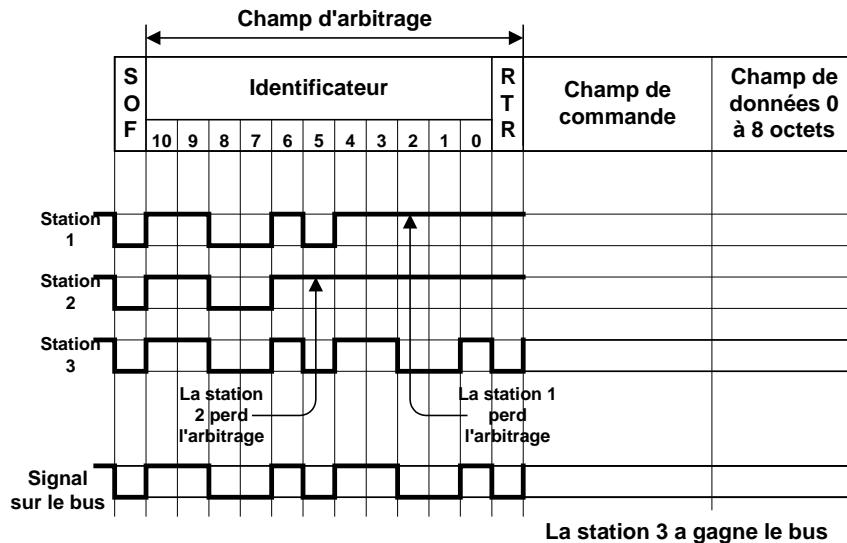 Champ d'arbitrage
S
O
F
Identificateur
R
T
R
Champ de
commande
Champ de
données 0
à 8 octets
10 9 8 7 6 5 4 3 2 1 0
Station
1
Station
2
Station
3
La station
2 perd
l'arbitrage
La station 1
perd
l'arbitrage
Signal
sur le bus
La station 3 a gagne le bus